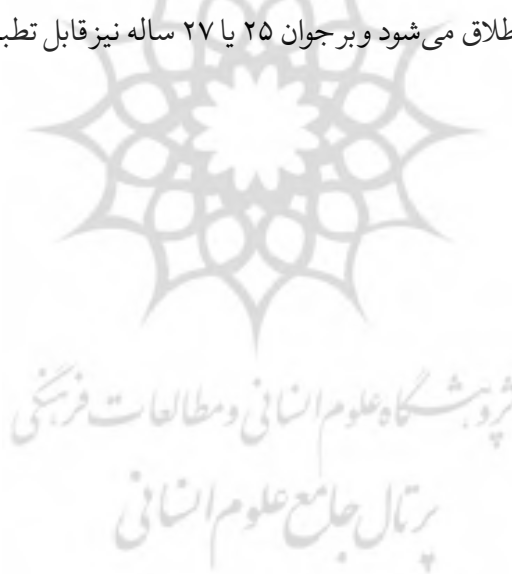 طلاق می‌شود و بر جوان ۲۵ یا ۲۷ ساله نیز قابل تطب
پژوهشگاه علوم انسانی و مطالعات فرهنگی
پرتال جامع علوم انسانی